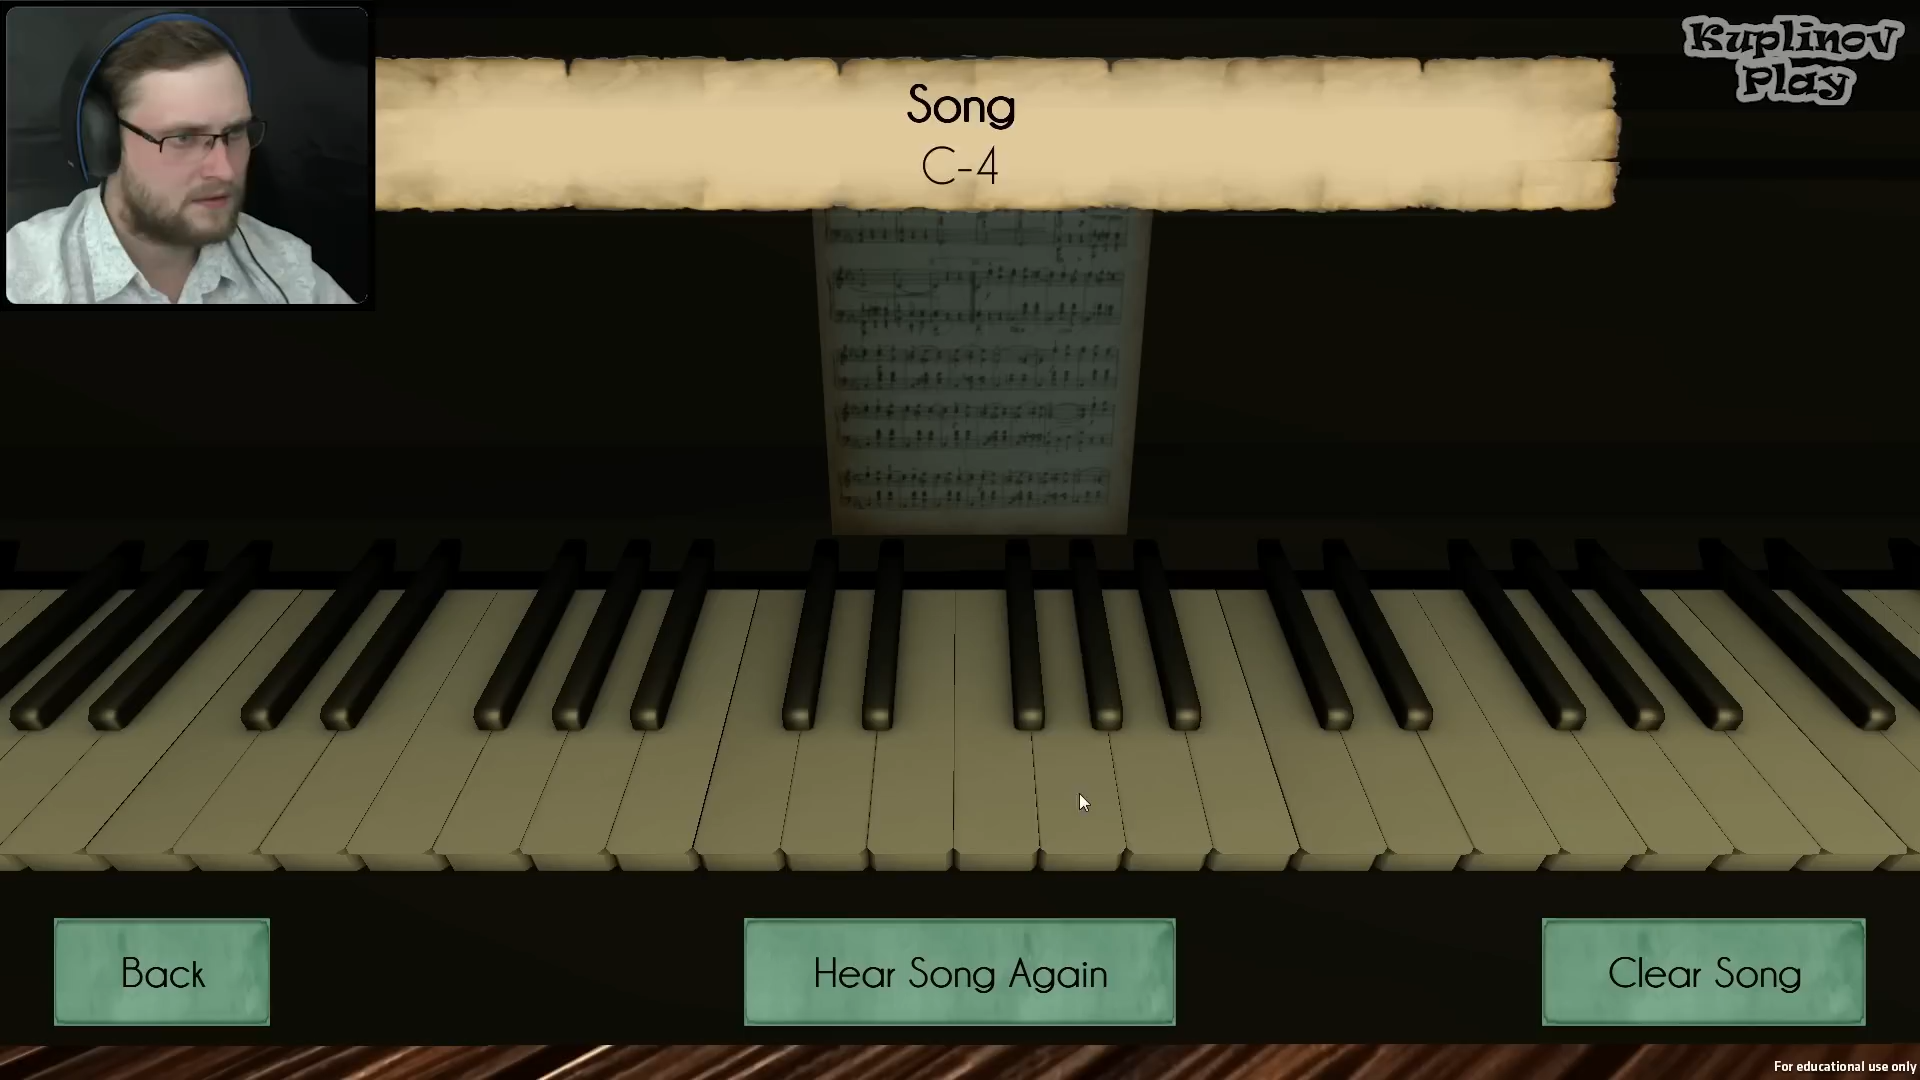 Kuplinov
Play
Song
C-4
Back
Hear Song Again
Clear Song
For educational use only